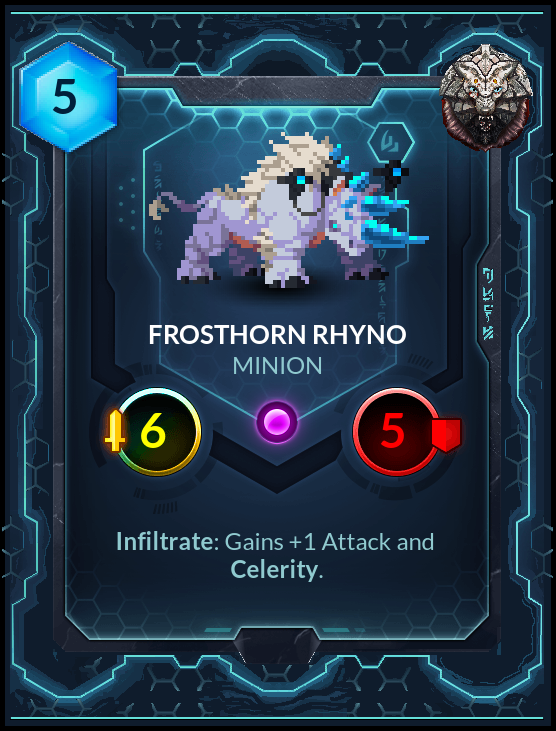 5
FROSTHORN RHYNO
MINION
6
5
Infiltrate: Gains +1 Attack and
Celerity.